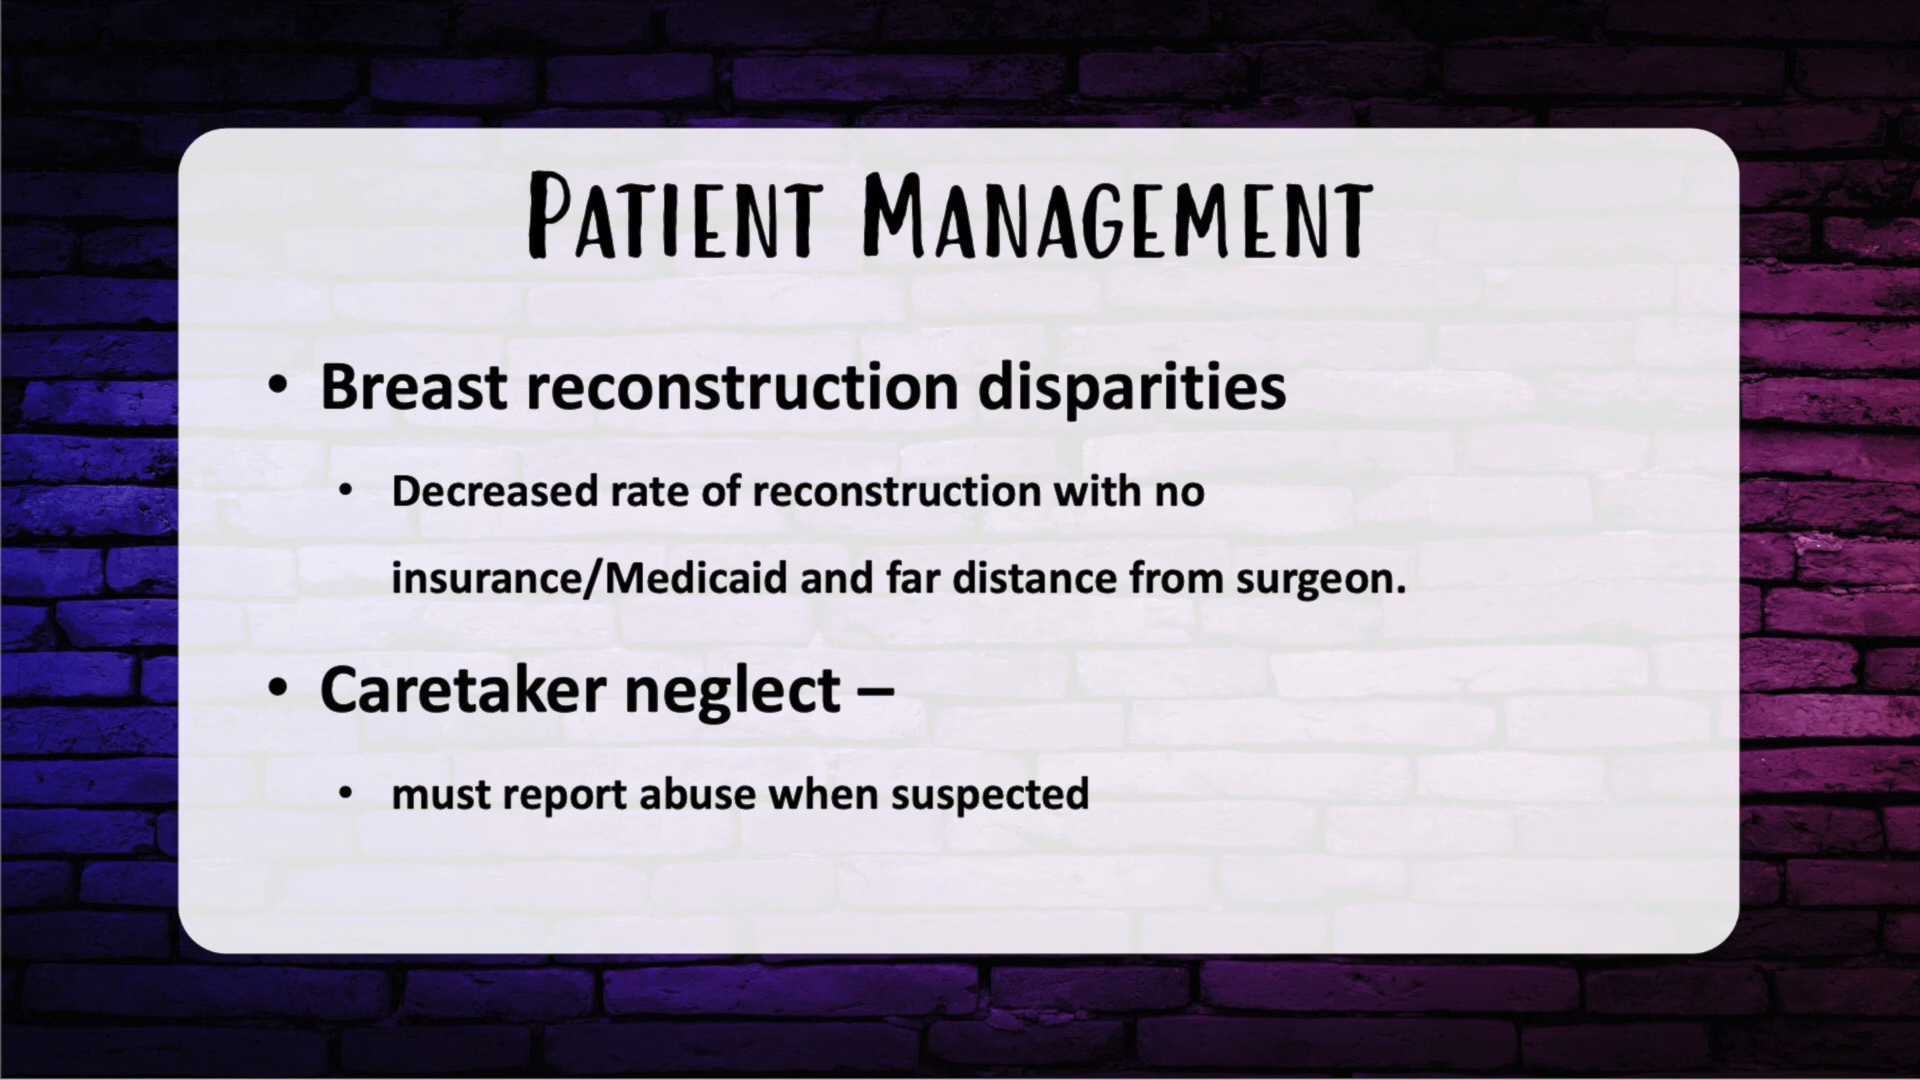 Patient Management
• Breast reconstruction disparities
• Decreased rate of reconstruction with no
insurance/Medicaid and far distance from surgeon.
• Caretaker neglect –
• must report abuse when suspected